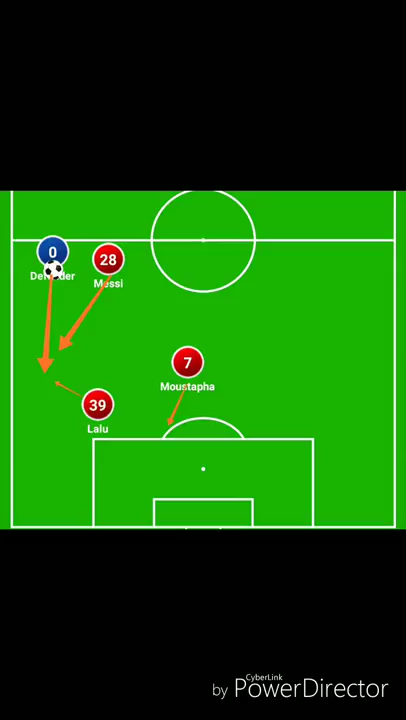 0
28
Messi
7
Moustapha
39
Lalu
CyberLink
by PowerDirector